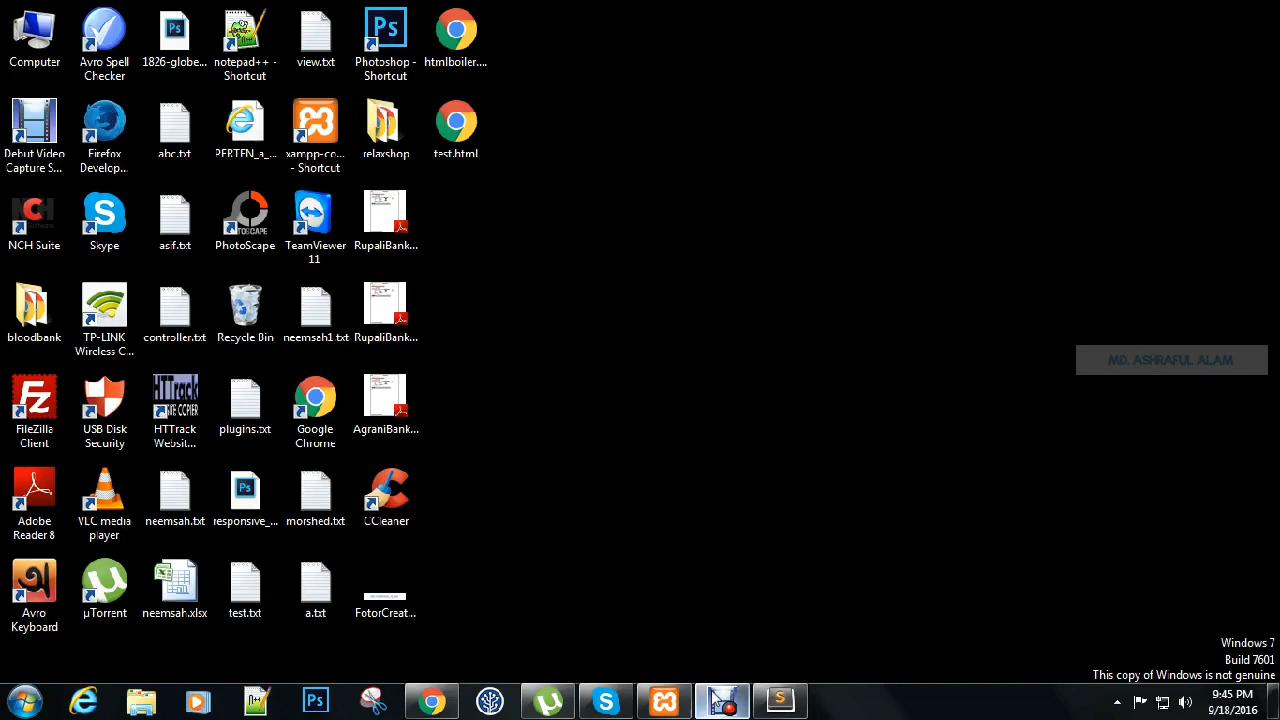 Computer
Avro Spell
Checker
1826-globe...
notepad++ -
Shortcut
view.txt
Photoshop -
Shortcut
htmlboiler....
Debut Video
Capture S...
Firefox
Develop...
abc.txt
PERTEN_a_...
xampp-co...
- Shortcut
relaxshop
test.html
NCH Suite
Skype
asif.txt
PhotoScape
TeamViewer
11
RupaliBank...
bloodbank
TP-LINK
Wireless C...
controller.txt
Recycle Bin
neemsah1.txt
RupaliBank...
MD. ASHRAFUL ALAM
FileZilla
Client
USB Disk
Security
HTTrack
Websit...
plugins.txt
Google
Chrome
AgraniBank...
Adobe
Reader 8
VLC media
player
neemsah.txt
responsive_...
morshed.txt
CCleaner
Avro
Keyboard
µTorrent
neemsah.xlsx
test.txt
a.txt
FotorCreat...
Windows 7
Build 7601
This copy of Windows is not genuine
9:45 PM
9/18/2016